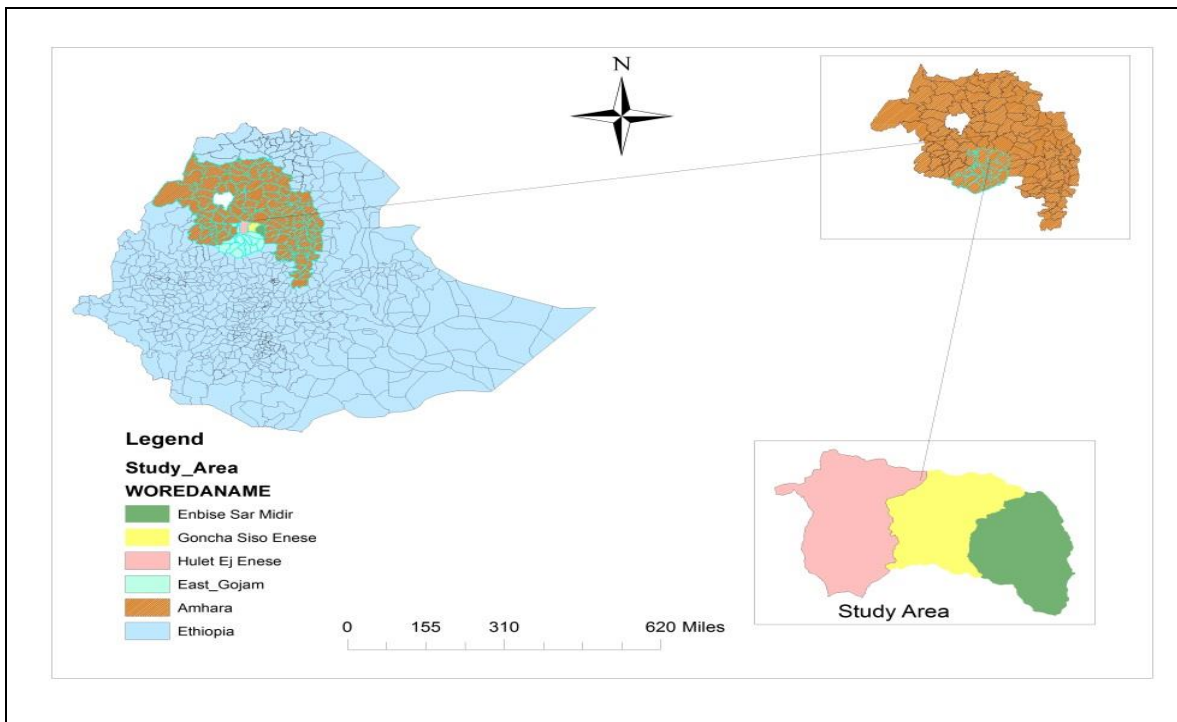 N
Legend
Study_Area
WOREDANAME
Enbise Sar Midir
Goncha Siso Enese
Hulet Ej Enese
East_Gojam
Amhara
Ethiopia
0 155 310 620 Miles
Study Area